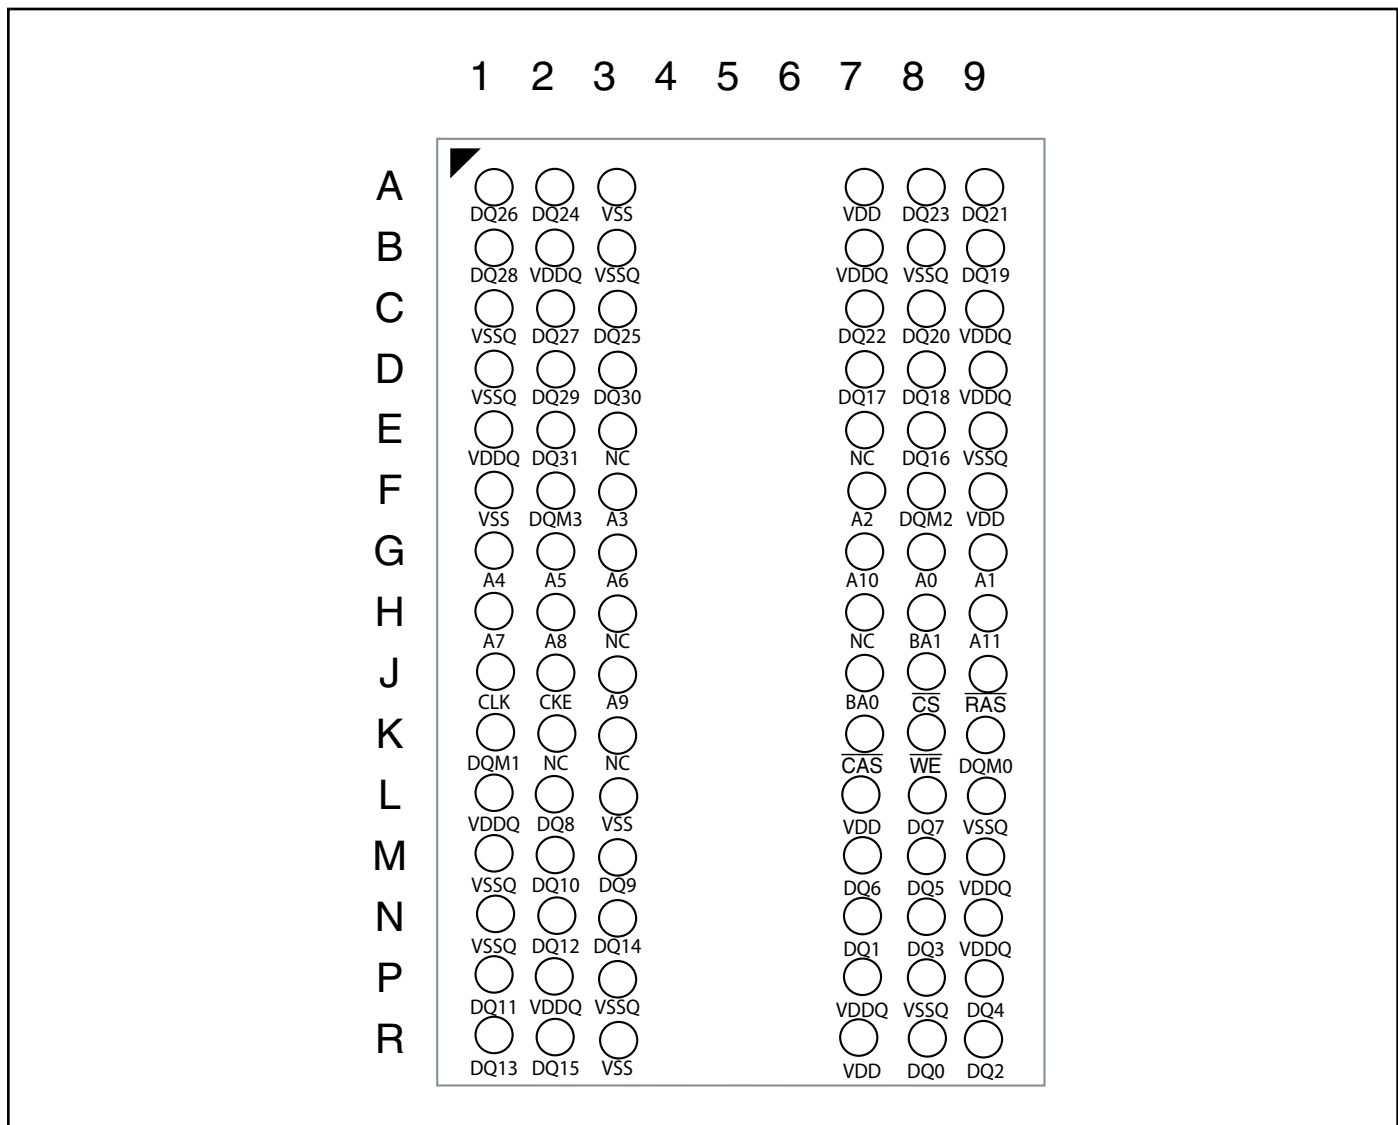 1 2 3 4 5 6 7 8 9
A
DQ26 DQ24 VSS VDD DQ23 DQ21
B
DQ28 VDDQ VSSQ VDDQ VSSQ DQ19
C
VSSQ DQ27 DQ25 DQ22 DQ20 VDDQ
D
VSSQ DQ29 DQ30 DQ17 DQ18 VDDQ
E
VDDQ DQ31 NC NC DQ16 VSSQ
F
VSS DQM3 A3 A2 DQM2 VDD
G
A4 A5 A6 A10 A0 A1
H
A7 A8 NC NC BA1 A11
J
CLK CKE A9 BA0 C̅S̅ R̅A̅S̅
K
DQM1 NC NC C̅A̅S̅ W̅E̅ DQM0
L
VDDQ DQ8 VSS VDD DQ7 VSSQ
M
VSSQ DQ10 DQ9 DQ6 DQ5 VDDQ
N
VSSQ DQ12 DQ14 DQ1 DQ3 VDDQ
P
DQ11 VDDQ VSSQ VDDQ VSSQ DQ4
R
DQ13 DQ15 VSS VDD DQ0 DQ2